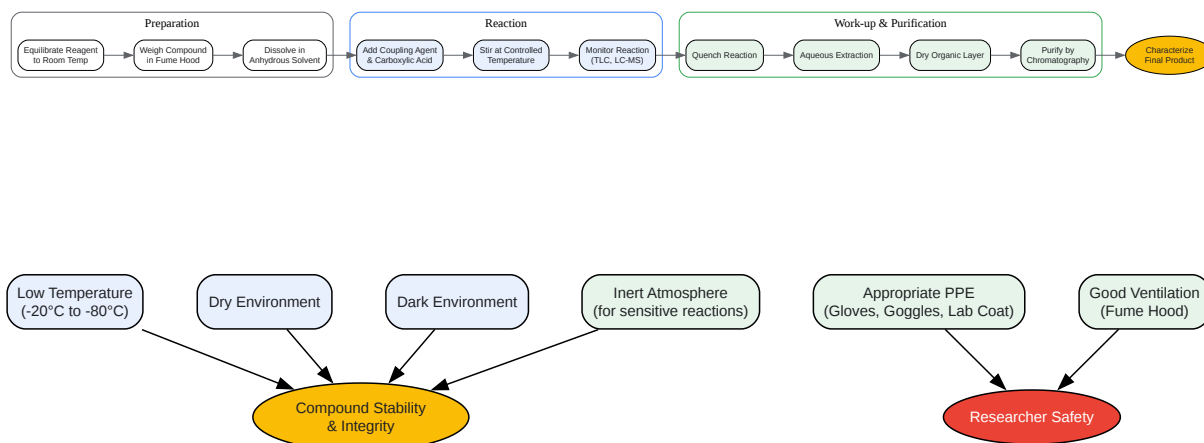 Preparation
Reaction
Work-up & Purification
Equilibrate Reagent
to Room Temp
Weigh Compound
in Fume Hood
Dissolve in
Anhydrous Solvent
Add Coupling Agent
& Carboxylic Acid
Stir at Controlled
Temperature
Monitor Reaction
(TLC, LC-MS)
Quench Reaction
Aqueous Extraction
Dry Organic Layer
Purify by
Chromatography
Characterize
Final Product
Low Temperature
(-20°C to -80°C)
Dry Environment
Dark Environment
Inert Atmosphere
(for sensitive reactions)
Appropriate PPE
(Gloves, Goggles, Lab Coat)
Good Ventilation
(Fume Hood)
Compound Stability
& Integrity
Researcher Safety